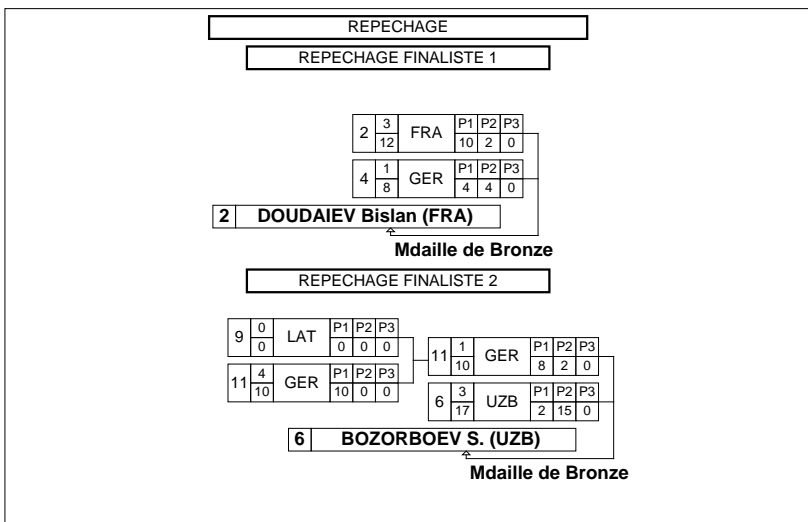 REPECHAGE
REPECHAGE FINALISTE 1
2 3 FRA P1 P2 P3
12 10 2 0
4 1 GER P1 P2 P3
8 4 4 0
2 DOUDAIEV Bislan (FRA)
Mdaille de Bronze
REPECHAGE FINALISTE 2
9 0 LAT P1 P2 P3
0 0 0 0
11 4 GER P1 P2 P3
10 10 0 0
11 1 GER P1 P2 P3
10 8 2 0
6 3 UZB P1 P2 P3
17 2 15 0
6 BOZORBOEV S. (UZB)
Mdaille de Bronze